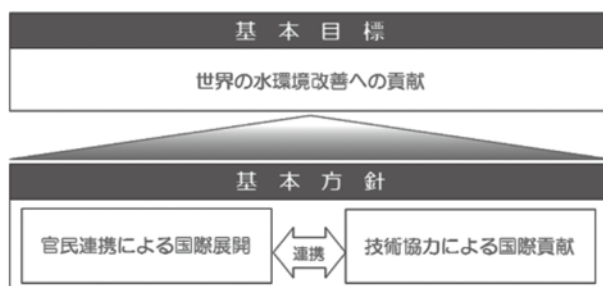 基本目標
世界の水環境改善への貢献
基本方針
官民連携による国際展開
連携
技術協力による国際貢献